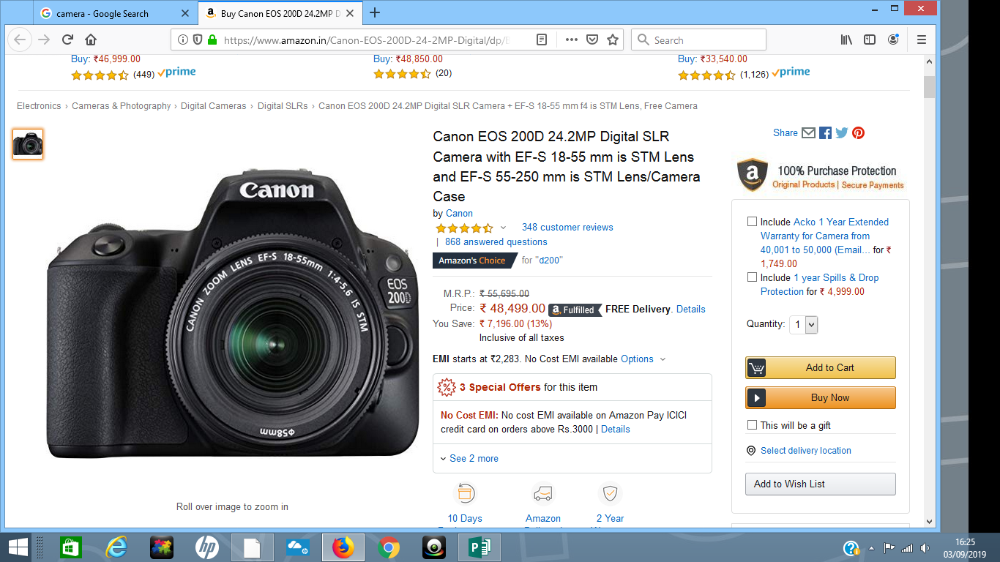 camera - Google Search
Buy Canon EOS 200D 24.2MP D
https://www.amazon.in/Canon-EOS-200D-24-2MP-Digital/dp/
Search
Buy: ₹46,999.00
(449) prime
Buy: ₹48,850.00
(20)
Buy: ₹33,540.00
(1,126) prime
Electronics › Cameras & Photography › Digital Cameras › Digital SLRs › Canon EOS 200D 24.2MP Digital SLR Camera + EF-S 18-55 mm f4 is STM Lens, Free Camera
Canon
CANON ZOOM LENS EF-S 18-55mm 1:4-5.6 IS STM
EOS
200D
Φ58mm
Roll over image to zoom in
Canon EOS 200D 24.2MP Digital SLR
Camera with EF-S 18-55 mm is STM Lens
and EF-S 55-250 mm is STM Lens/Camera
Case
by Canon
348 customer reviews
| 868 answered questions
Amazon's Choice for "d200"
M.R.P.: ₹ 55,695.00
Price: ₹ 48,499.00 a Fulfilled FREE Delivery. Details
You Save: ₹ 7,196.00 (13%)
Inclusive of all taxes
EMI starts at ₹2,283. No Cost EMI available Options
3 Special Offers for this item
No Cost EMI: No cost EMI available on Amazon Pay ICICI
credit card on orders above Rs.3000 | Details
See 2 more
10 Days
Amazon
2 Year
Share
a
100% Purchase Protection
Original Products | Secure Payments
Include Acko 1 Year Extended
Warranty for Camera from
40,001 to 50,000 (Email... for ₹
1,749.00
Include 1 year Spills & Drop
Protection for ₹ 4,999.00
Quantity: 1
Add to Cart
Buy Now
This will be a gift
Select delivery location
Add to Wish List
hp
P
16:25
03/09/2019